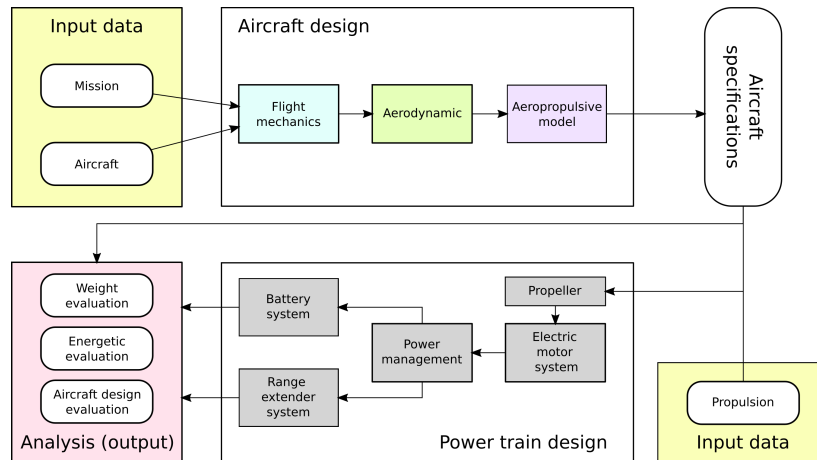 Input data
Mission
Aircraft
Aircraft design
Flight
mechanics
Aerodynamic
Aeropropulsive
model
Aircraft
specifications
Weight
evaluation
Energetic
evaluation
Aircraft design
evaluation
Analysis (output)
Battery
system
Range
extender
system
Power
management
Propeller
Electric
motor
system
Power train design
Propulsion
Input data